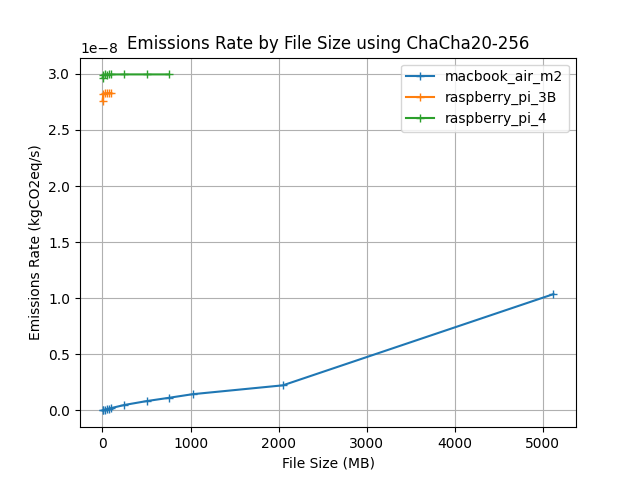 Emissions Rate by File Size using ChaCha20-256
1e−8
macbook_air_m2
raspberry_pi_3B
raspberry_pi_4
3.0
2.5
2.0
1.5
1.0
0.5
0.0
Emissions Rate (kgCO2eq/s)
0 1000 2000 3000 4000 5000
File Size (MB)